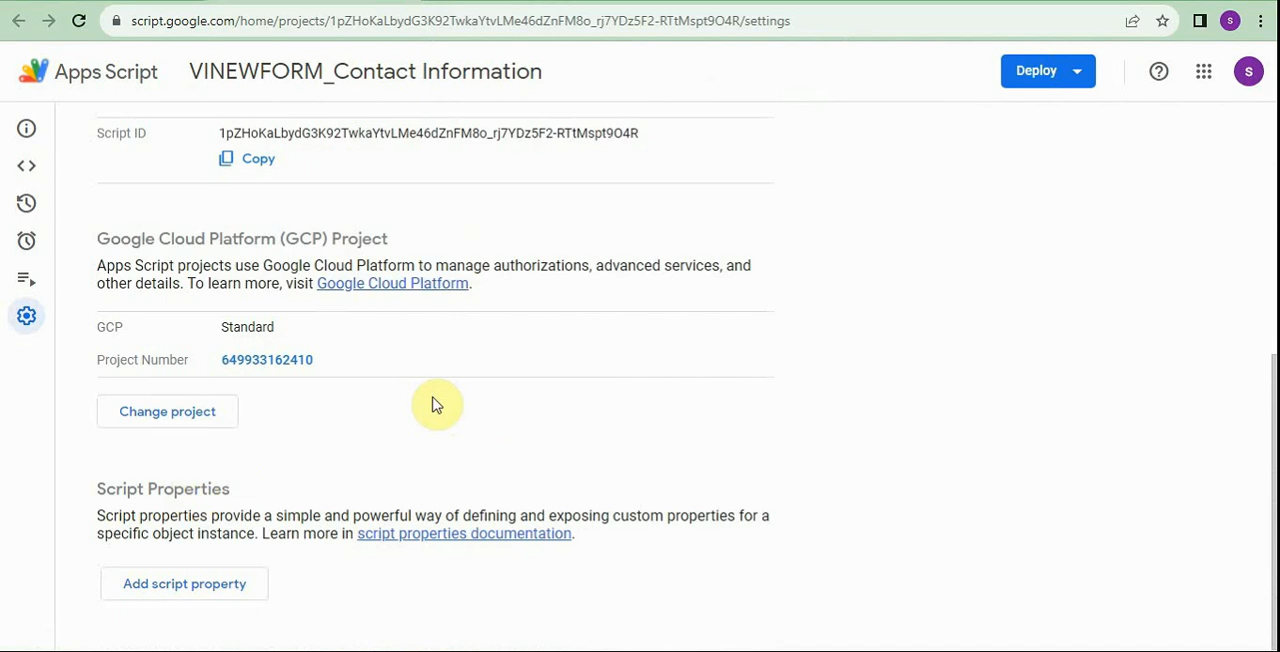 script.google.com/home/projects/1pZHoKaLbydG3K92TwkaYtvLMe46dZnFM8o_rj7YDz5F2-RTtMspt9O4R/settings
S
Apps Script
VINEWFORM_Contact Information
Deploy
S
Script ID
1pZHoKaLbydG3K92TwkaYtvLMe46dZnFM8o_rj7YDz5F2-RTtMspt9O4R
Copy
Google Cloud Platform (GCP) Project
Apps Script projects use Google Cloud Platform to manage authorizations, advanced services, and
other details. To learn more, visit Google Cloud Platform.
GCP
Standard
Project Number
649933162410
Change project
Script Properties
Script properties provide a simple and powerful way of defining and exposing custom properties for a
specific object instance. Learn more in script properties documentation.
Add script property